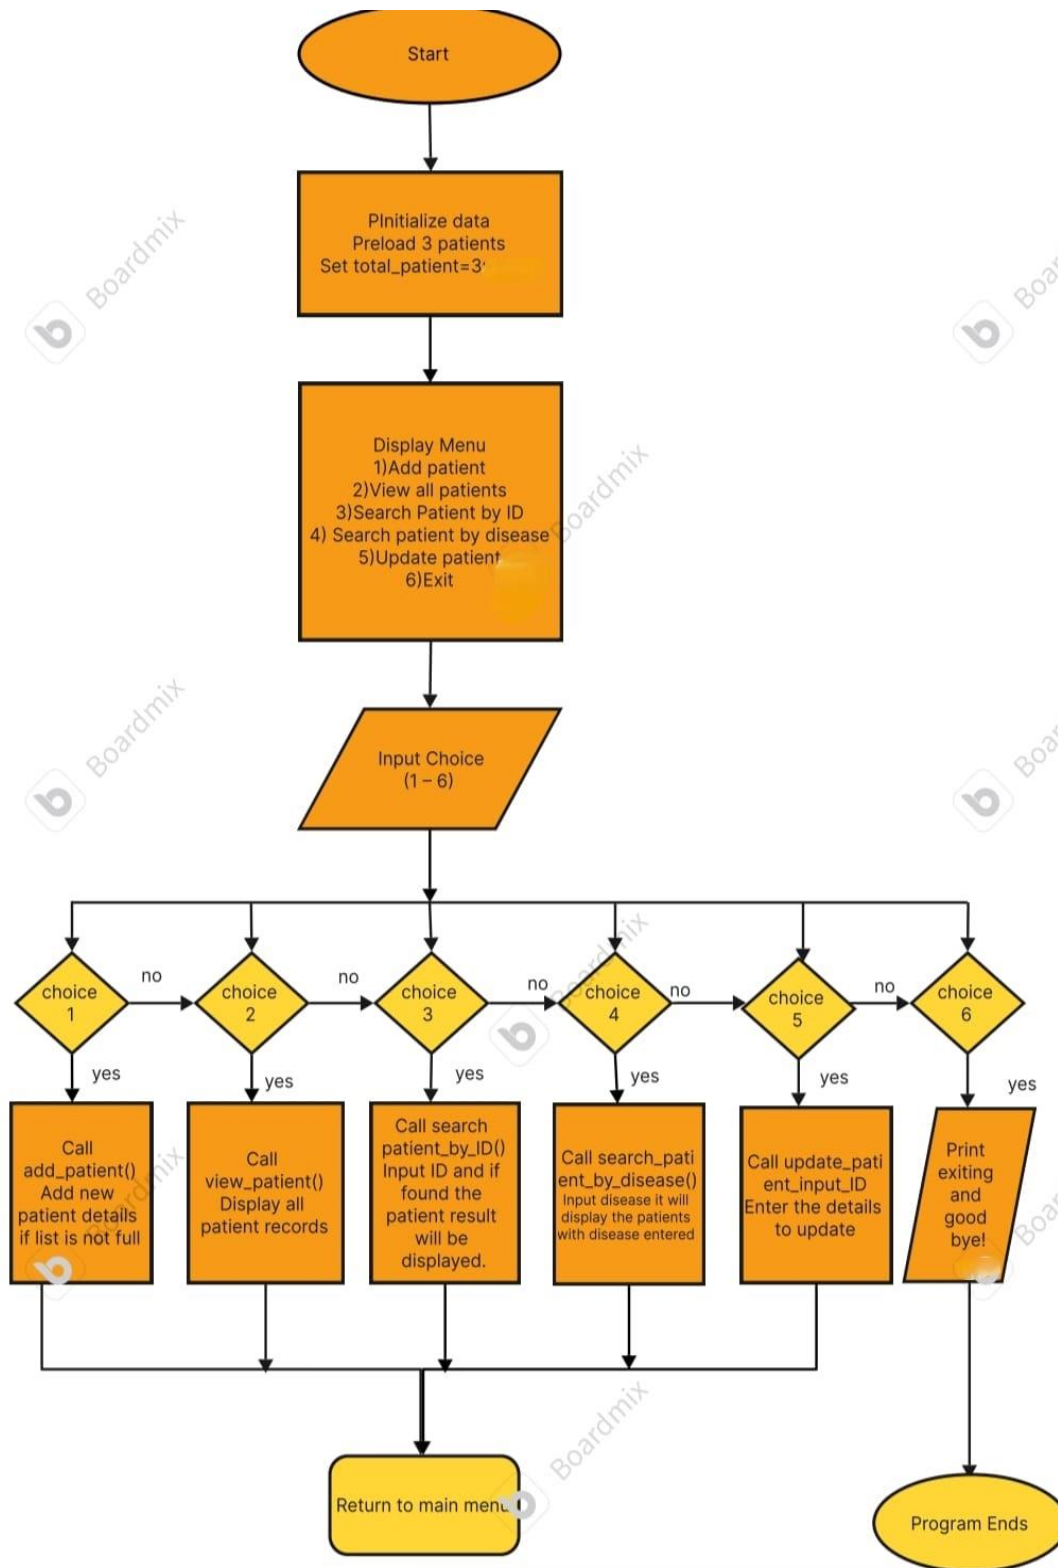 Start
PInitialize data
Preload 3 patients
Set total_patient=3
Display Menu
1)Add patient
2)View all patients
3)Search Patient by ID
4) Search patient by disease
5)Update patient
6)Exit
Input Choice
(1 – 6)
choice
1
no
choice
2
no
choice
3
no
choice
4
no
choice
5
no
choice
6
yes
yes
yes
yes
yes
yes
Call
add_patient()
Add new
patient details
if list is not full
Call
view_patient()
Display all
patient records
Call search
patient_by_ID()
Input ID and if
found the
patient result
will be
displayed.
Call search_pati
ent_by_disease()
Input disease it will
display the patients
with disease entered
Call update_pati
ent_input_ID
Enter the details
to update
Print
exiting
and
good
bye!
Return to main menu
Program Ends
Boardmix
Boardmix
Boardmix
Boardmix
Boardmix
Boardmix